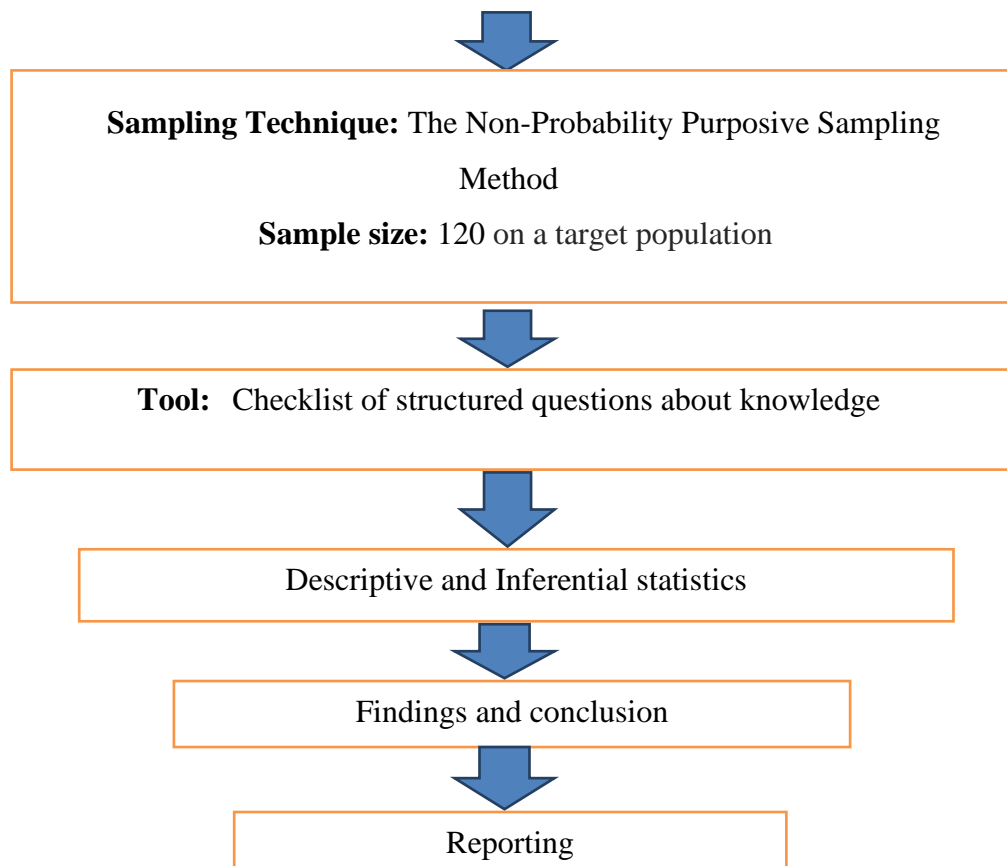 Sampling Technique: The Non-Probability Purposive Sampling
Method
Sample size: 120 on a target population
Tool: Checklist of structured questions about knowledge
Descriptive and Inferential statistics
Findings and conclusion
Reporting